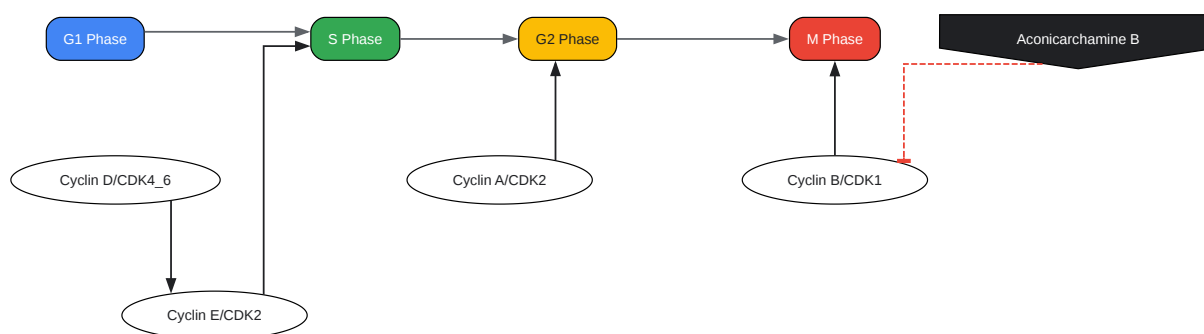 G1 Phase
S Phase
G2 Phase
M Phase
Aconicarchamine B
Cyclin D/CDK4_6
Cyclin A/CDK2
Cyclin B/CDK1
Cyclin E/CDK2